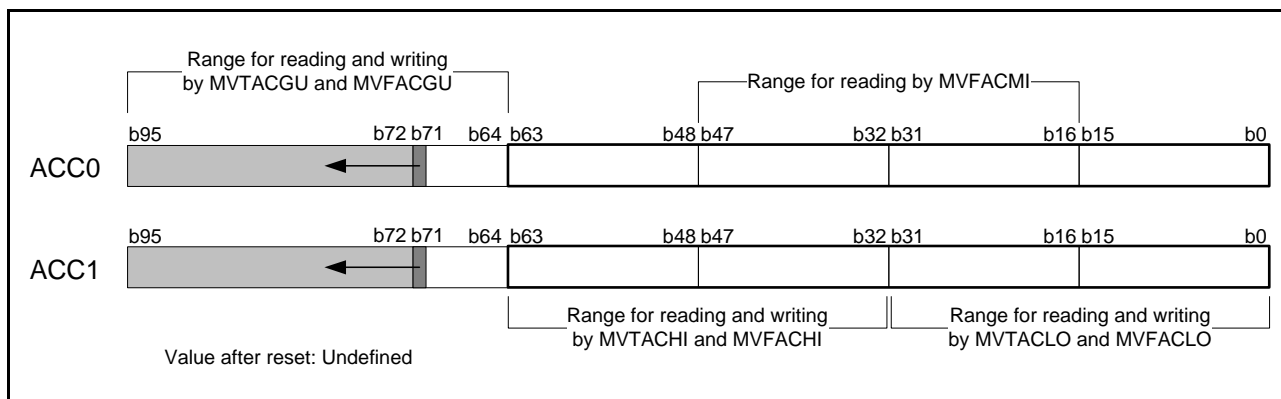 Range for reading and writing
by MVTACGU and MVFACGU
Range for reading by MVFACMI
b95 b72 b71 b64 b63 b48 b47 b32 b31 b16 b15 b0
ACC0
b95 b72 b71 b64 b63 b48 b47 b32 b31 b16 b15 b0
ACC1
Range for reading and writing
by MVTACHI and MVFACHI
Range for reading and writing
by MVTACLO and MVFACLO
Value after reset: Undefined